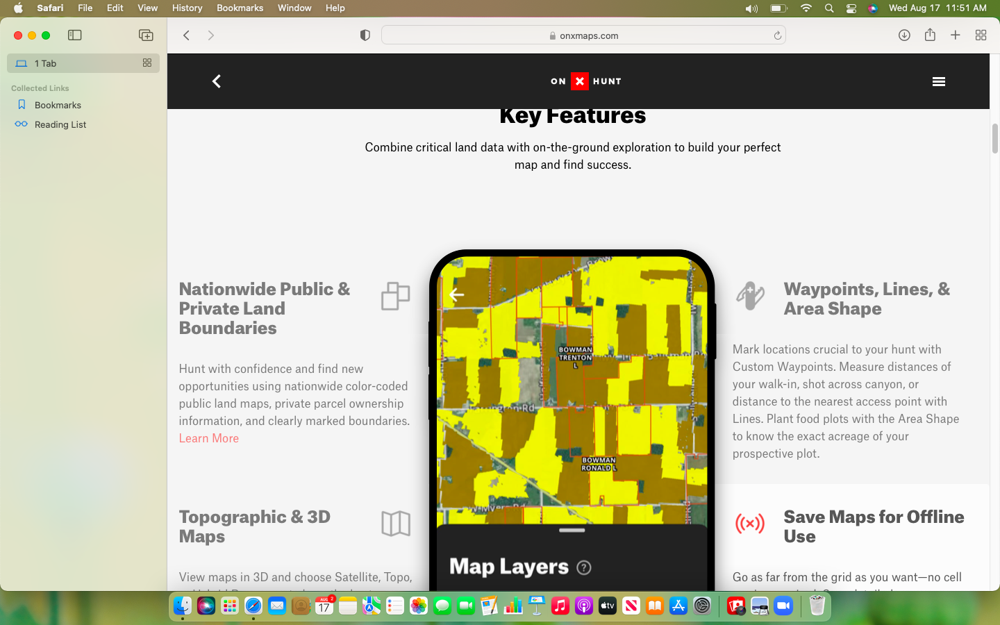 Safari File Edit View History Bookmarks Window Help Wed Aug 17 11:51 AM
onxmaps.com
1 Tab
Collected Links
Bookmarks
Reading List
ON X HUNT
Key Features
Combine critical land data with on-the-ground exploration to build your perfect
map and find success.
Nationwide Public &
Private Land
Boundaries
Hunt with confidence and find new
opportunities using nationwide color-coded
public land maps, private parcel ownership
information, and clearly marked boundaries.
Learn More
Topographic & 3D
Maps
View maps in 3D and choose Satellite, Topo,
BOWMAN
TRENTON
L
BOWMAN
RONALD L
Map Layers ?
Waypoints, Lines, &
Area Shape
Mark locations crucial to your hunt with
Custom Waypoints. Measure distances of
your walk-in, shot across canyon, or
distance to the nearest access point with
Lines. Plant food plots with the Area Shape
to know the exact acreage of your
prospective plot.
Save Maps for Offline
Use
Go as far from the grid as you want—no cell
AUG
17
2
tv